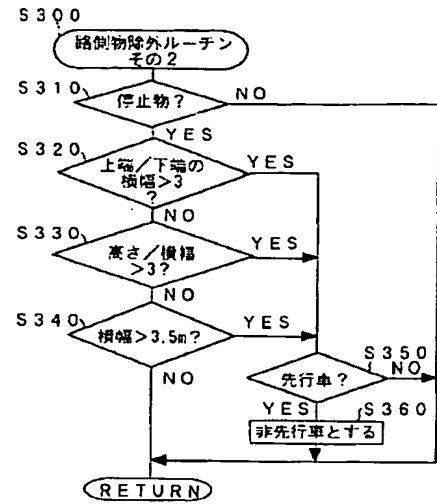 S300
路側物除外ルーチン
その2
S310
停止物?
NO
YES
S320
上端/下端の
横幅>3
?
YES
NO
S330
高さ/横幅
>3?
YES
NO
S340
横幅>3.5m?
YES
NO
S350
先行車?
NO
YES
S360
非先行車とする
RETURN